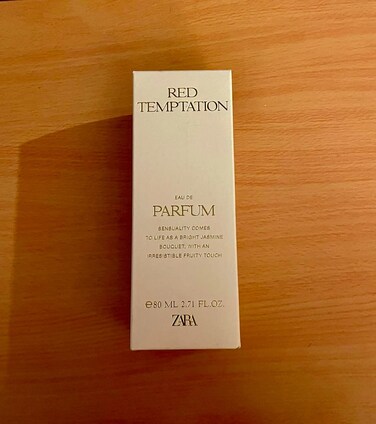 RED
TEMPTATION
EAU DE
PARFUM
SENSUALITY COMES
TO LIFE AS A BRIGHT JASMINE
BOUQUET, WITH AN
IRRESISTIBLE FRUITY TOUCH
℮80 ML 2.71 FL.OZ.
ZARA